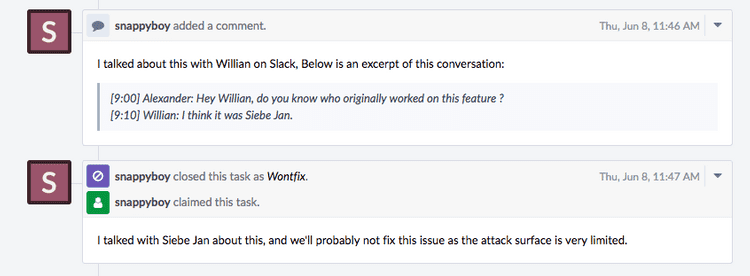 S
snappyboy added a comment.
Thu, Jun 8, 11:46 AM
I talked about this with Willian on Slack, Below is an excerpt of this conversation:
[9:00] Alexander: Hey Willian, do you know who originally worked on this feature ?
[9:10] Willian: I think it was Siebe Jan.
S
snappyboy closed this task as Wontfix.
Thu, Jun 8, 11:47 AM
snappyboy claimed this task.
I talked with Siebe Jan about this, and we'll probably not fix this issue as the attack surface is very limited.